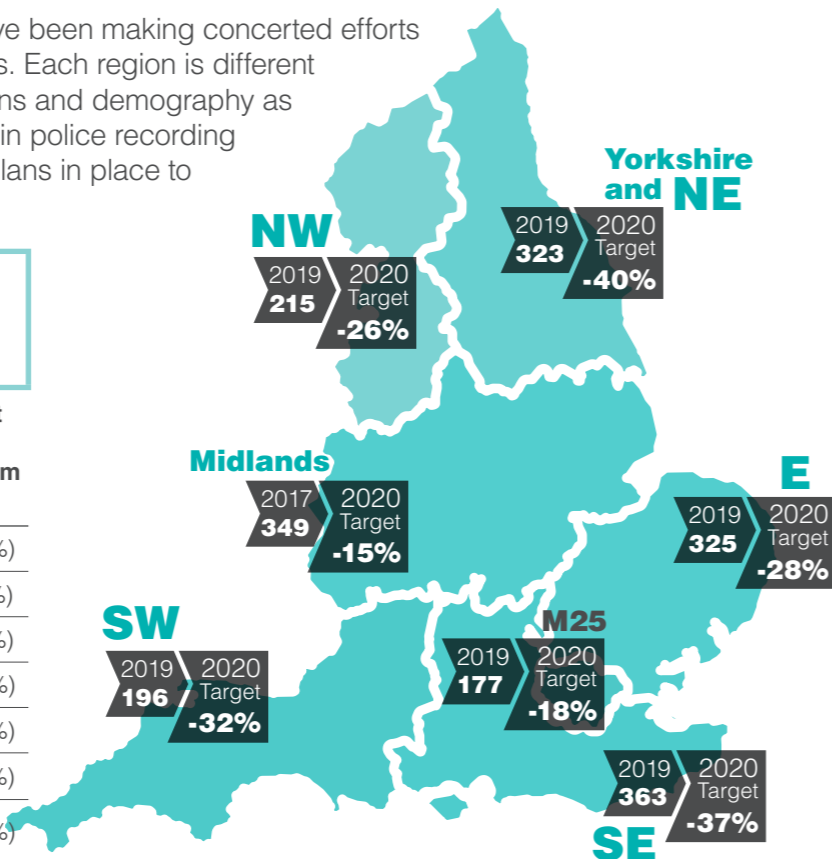 ve been making concerted efforts
s. Each region is different
ns and demography as
in police recording
lans in place to
Yorkshire
and NE
2019
323
2020
Target
-40%
NW
2019
215
2020
Target
-26%
t
m
%)
%)
%)
%)
%)
%)
%)
Midlands
2017
349
2020
Target
-15%
E
2019
325
2020
Target
-28%
SW
2019
196
2020
Target
-32%
M25
2019
177
2020
Target
-18%
2019
363
2020
Target
-37%
SE